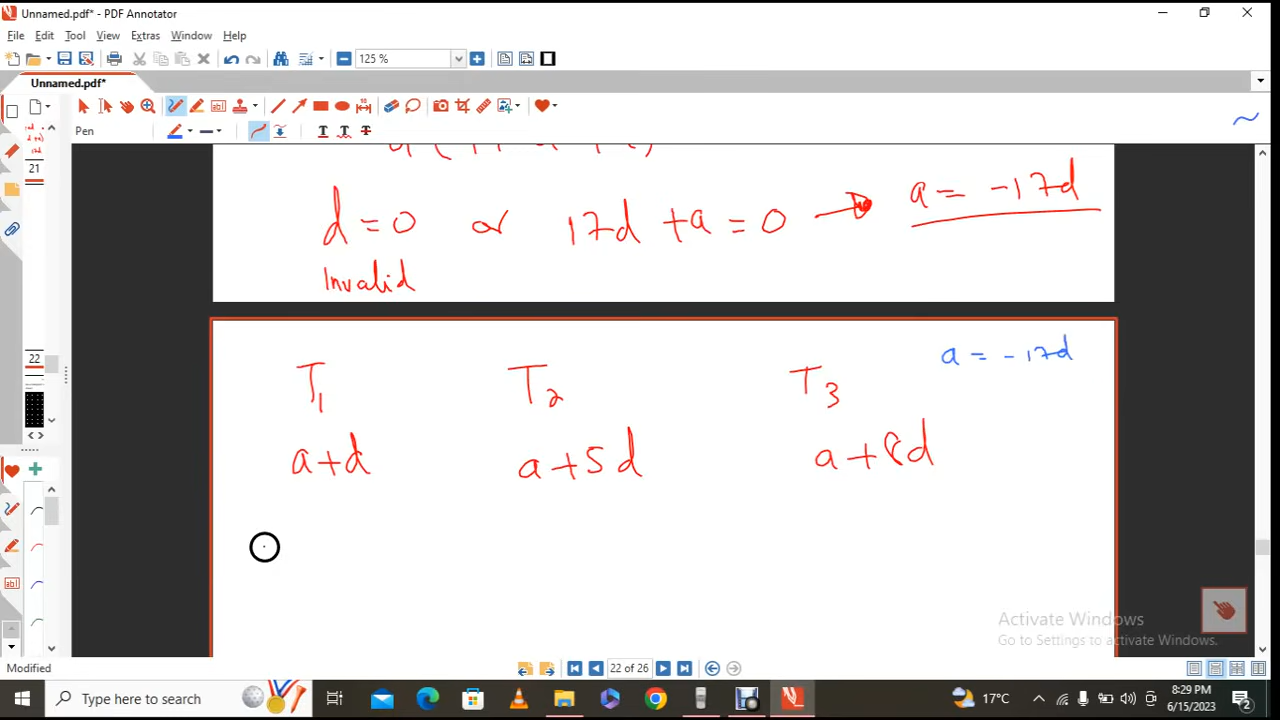 Unnamed.pdf* - PDF Annotator
File Edit Tool View Extras Window Help
125 %
Unnamed.pdf*
Pen
T T T
21
22
d = 0 or 17d + a = 0 → a = -17d
Invalid
a = -17d
T1 T2 T3
a+d a+5d a+8d
Activate Windows
Go to Settings to activate Windows.
Modified
22 of 26
Type here to search
17°C
8:29 PM
6/15/2023
2